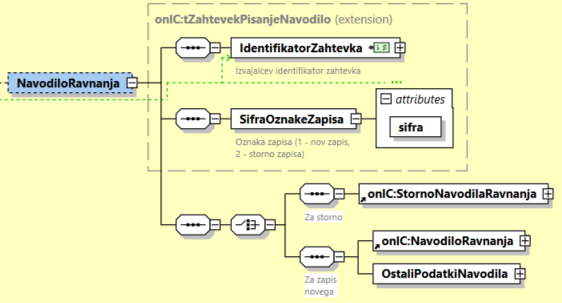 onIC:tZahtevekPisanjeNavodilo (extension)
IdentifikatorZahtevka
Izvajalcev identifikator zahtevka
NavodiloRavnanja
SifraOznakeZapisa
Oznaka zapisa (1 - nov zapis,
2 - storno zapisa)
attributes
sifra
Za storno
onIC:StornoNavodilaRavnanja
Za zapis
novega
onIC:NavodiloRavnanja
OstaliPodatkiNavodila